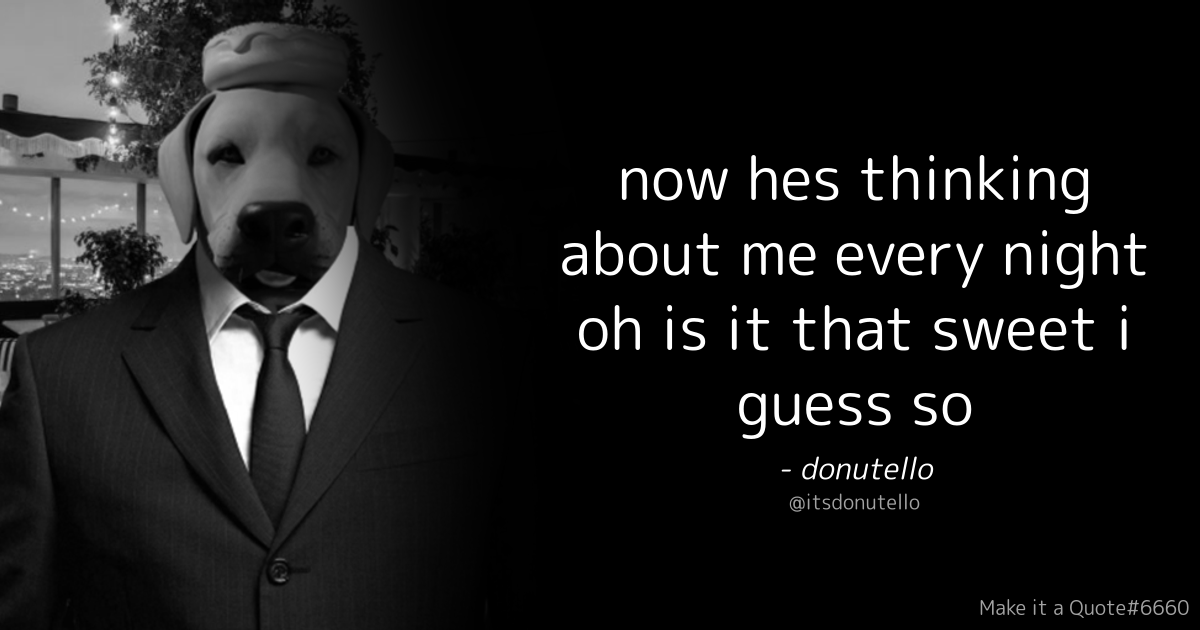 now hes thinking
about me every night
oh is it that sweet i
guess so
- donutello
@itsdonutello
Make it a Quote#6660